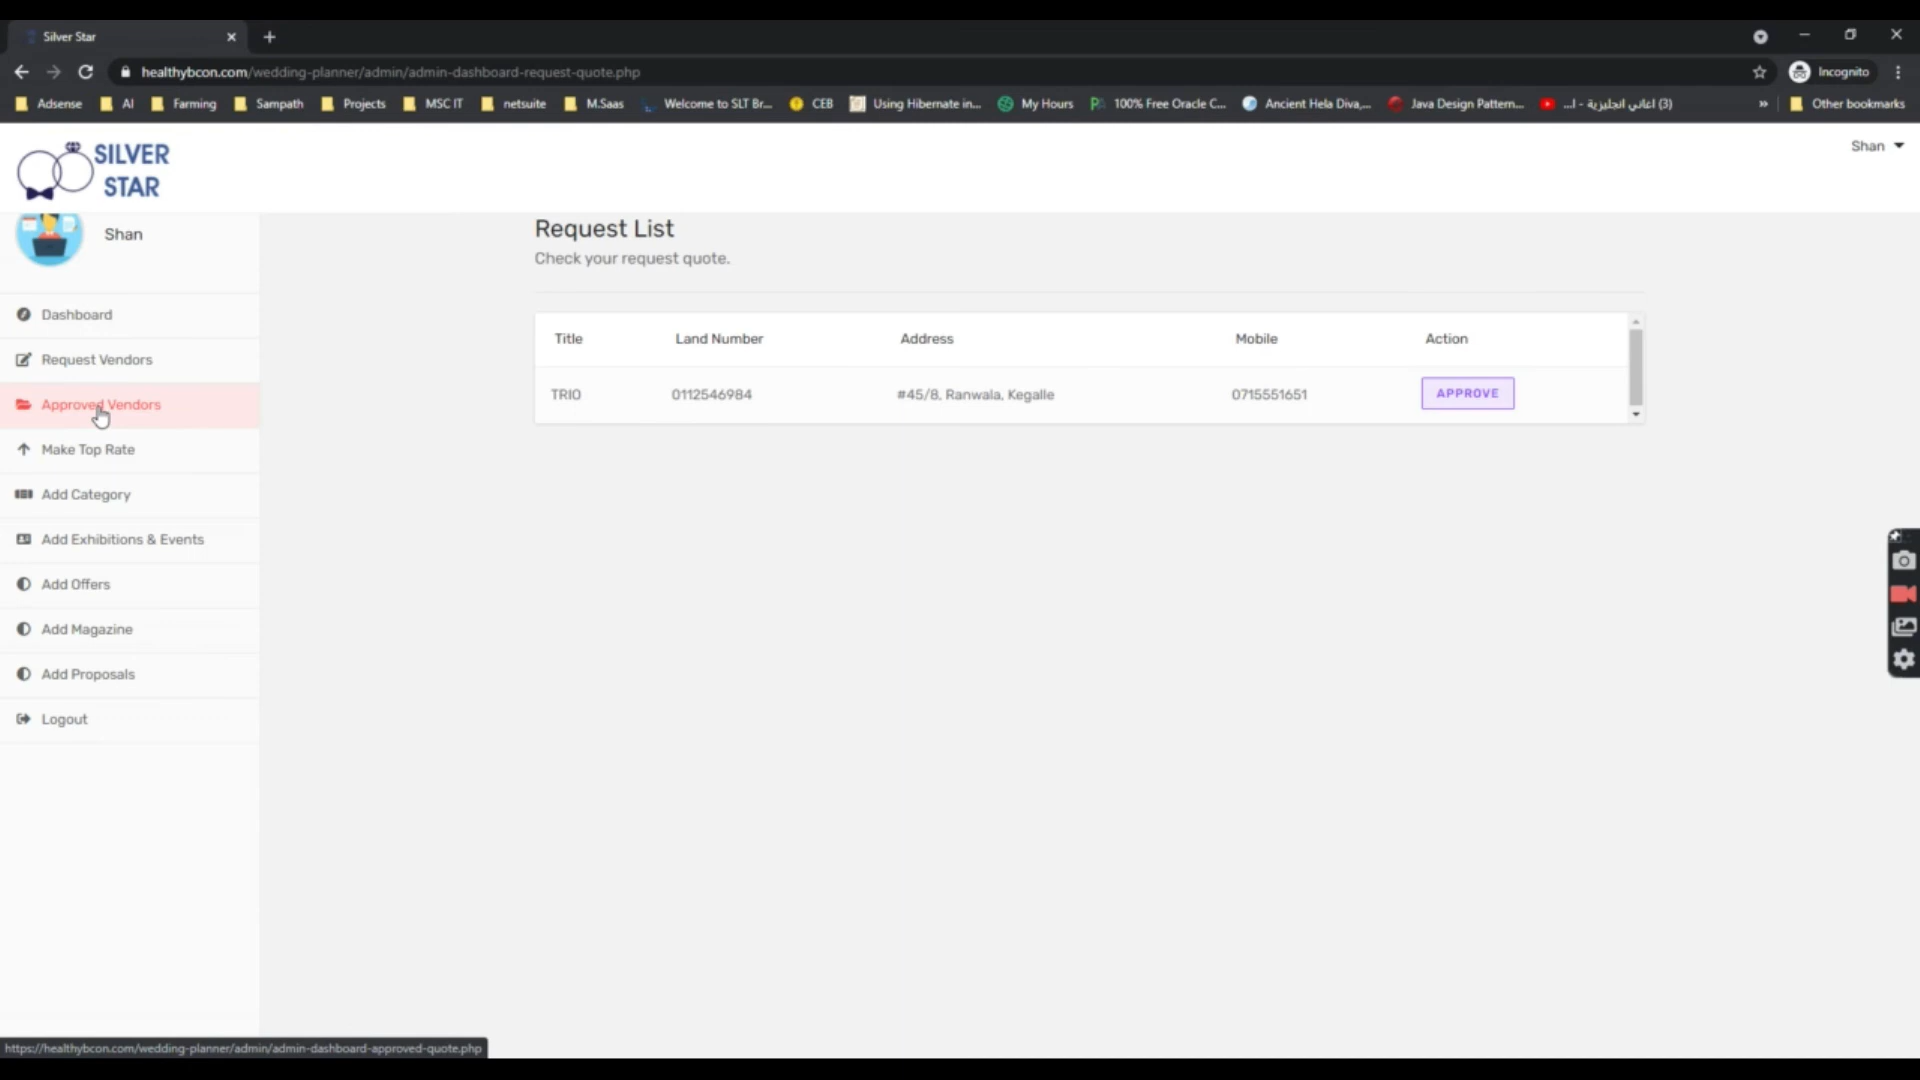 Silver Star
healthybcon.com/wedding-planner/admin/admin-dashboard-request-quote.php
Incognito
Adsense AI Farming Sampath Projects MSC IT netsuite M.Saas Welcome to SLT Br... CEB Using Hibernate in... My Hours 100% Free Oracle C... Ancient Hela Diva,... Java Design Pattern... (3) اغاني انجليزية - ا... » Other bookmarks
SILVER
STAR
Shan
Shan
Dashboard
Request Vendors
Approved Vendors
Make Top Rate
Add Category
Add Exhibitions & Events
Add Offers
Add Magazine
Add Proposals
Logout
Request List
Check your request quote.
Title Land Number Address Mobile Action
TRIO 0112546984 #45/8, Ranwala, Kegalle 0715551651 APPROVE
https://healthybcon.com/wedding-planner/admin/admin-dashboard-approved-quote.php